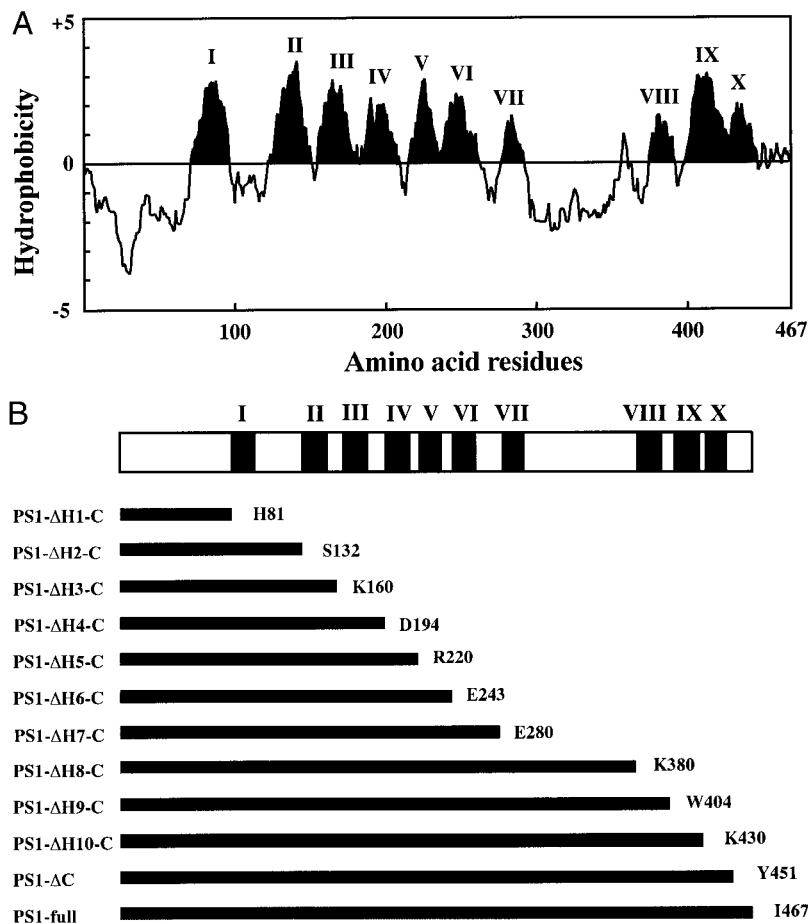 A
+5
I
II
III
IV
V
VI
VII
VIII
IX
X
Hydrophobicity
0
-5
100
200
300
400
467
Amino acid residues
B
I II III IV V VI VII VIII IX X
PS1-ΔH1-C H81
PS1-ΔH2-C S132
PS1-ΔH3-C K160
PS1-ΔH4-C D194
PS1-ΔH5-C R220
PS1-ΔH6-C E243
PS1-ΔH7-C E280
PS1-ΔH8-C K380
PS1-ΔH9-C W404
PS1-ΔH10-C K430
PS1-ΔC Y451
PS1-full I467